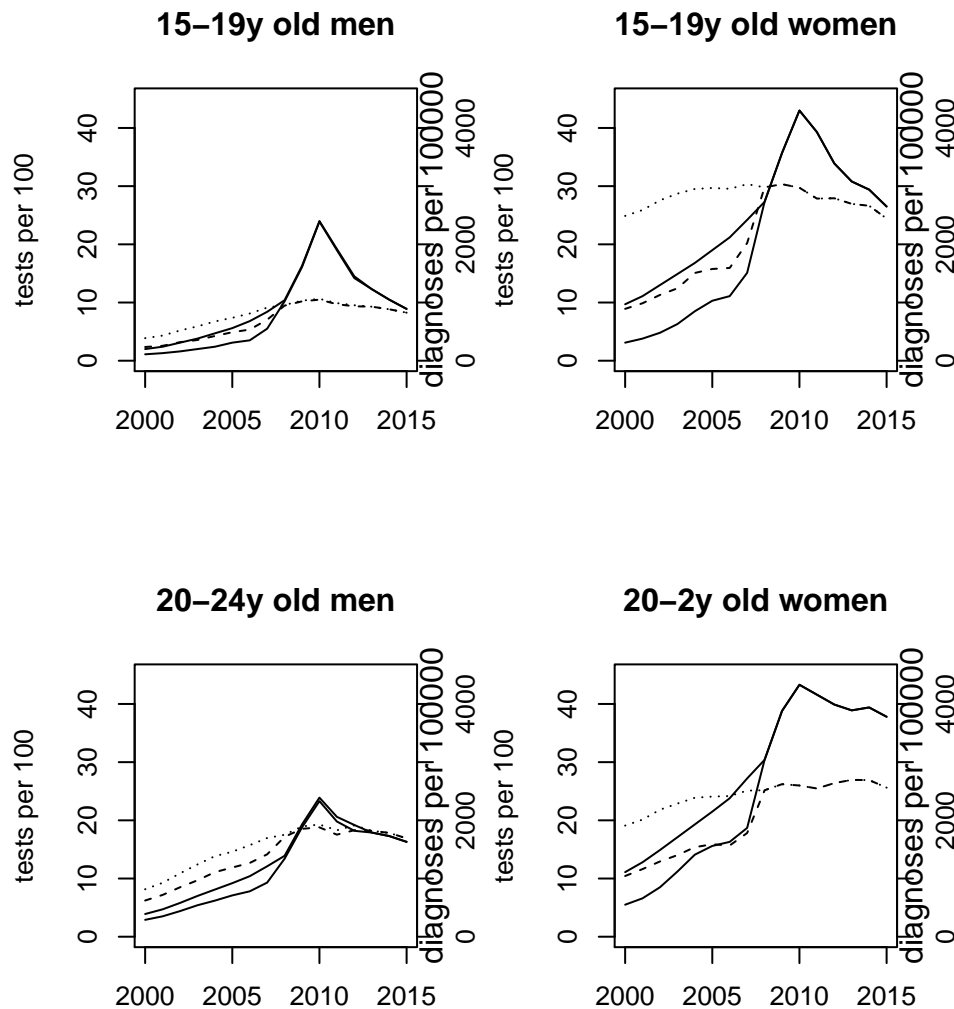 15–19y old men
tests per 100
0 10 20 30 40
2000 2005 2010 2015
0 2000 4000
diagnoses per 100000
15–19y old women
tests per 100
0 10 20 30 40
2000 2005 2010 2015
0 2000 4000
diagnoses per 100000
20–24y old men
tests per 100
0 10 20 30 40
2000 2005 2010 2015
0 2000 4000
diagnoses per 100000
20–2y old women
tests per 100
0 10 20 30 40
2000 2005 2010 2015
0 2000 4000
diagnoses per 100000